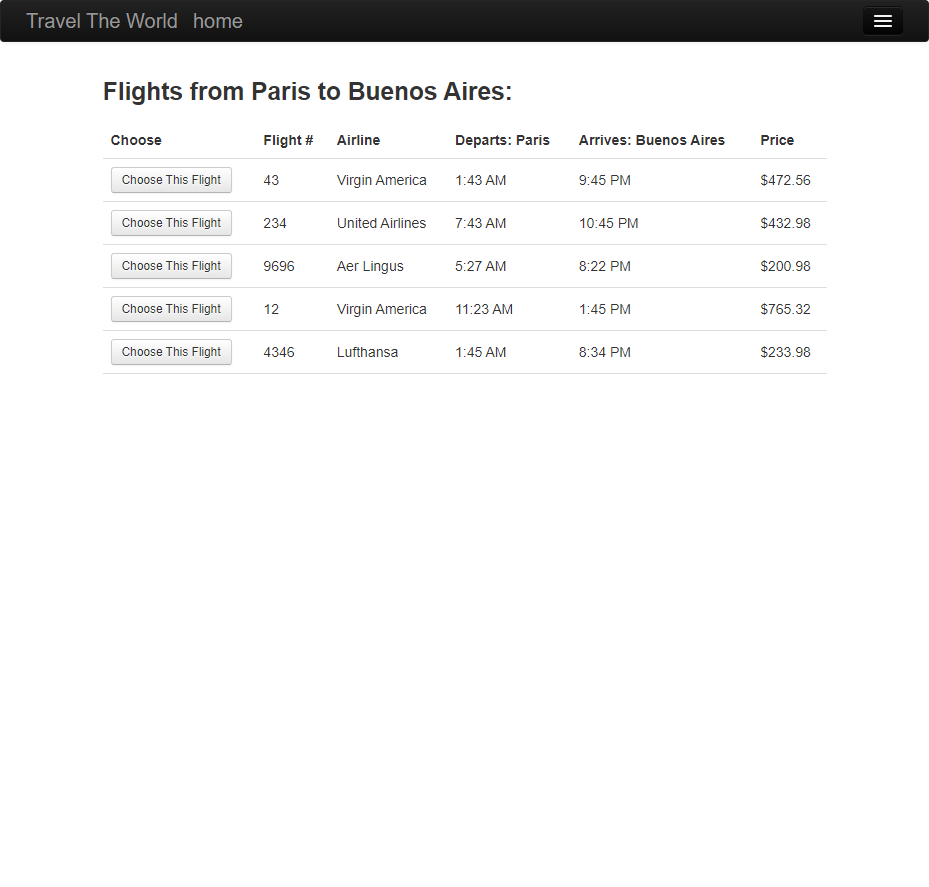 Travel The World home
Flights from Paris to Buenos Aires:
Choose Flight # Airline Departs: Paris Arrives: Buenos Aires Price
Choose This Flight 43 Virgin America 1:43 AM 9:45 PM $472.56
Choose This Flight 234 United Airlines 7:43 AM 10:45 PM $432.98
Choose This Flight 9696 Aer Lingus 5:27 AM 8:22 PM $200.98
Choose This Flight 12 Virgin America 11:23 AM 1:45 PM $765.32
Choose This Flight 4346 Lufthansa 1:45 AM 8:34 PM $233.98